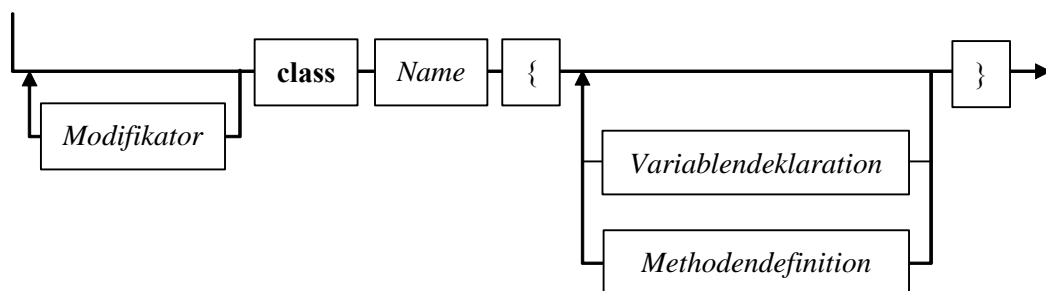 class Name { }
Modifikator
Variablendeklaration
Methodendefinition